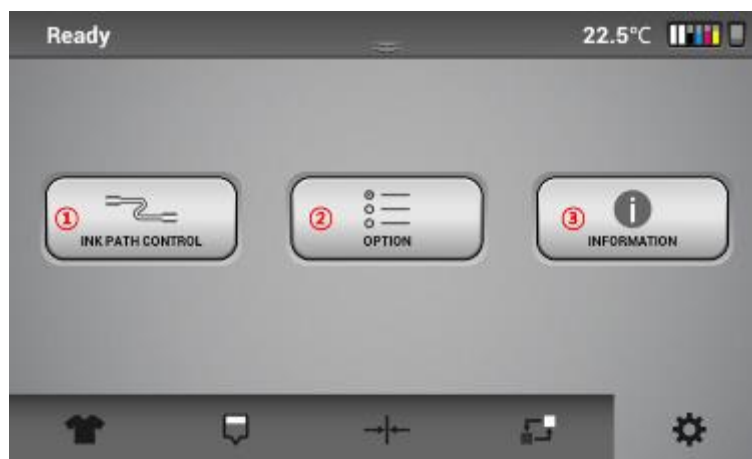 Ready 22.5°C
① INK PATH CONTROL
② OPTION
③ INFORMATION